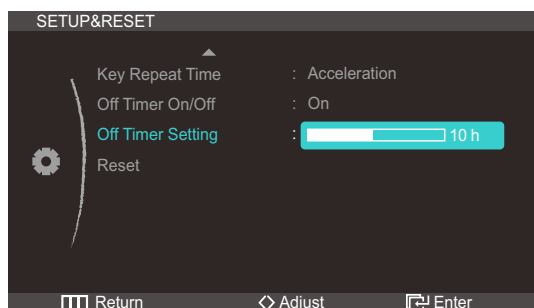 SETUP&RESET
Key Repeat Time : Acceleration
Off Timer On/Off : On
Off Timer Setting : 10 h
Reset
Return Adjust Enter